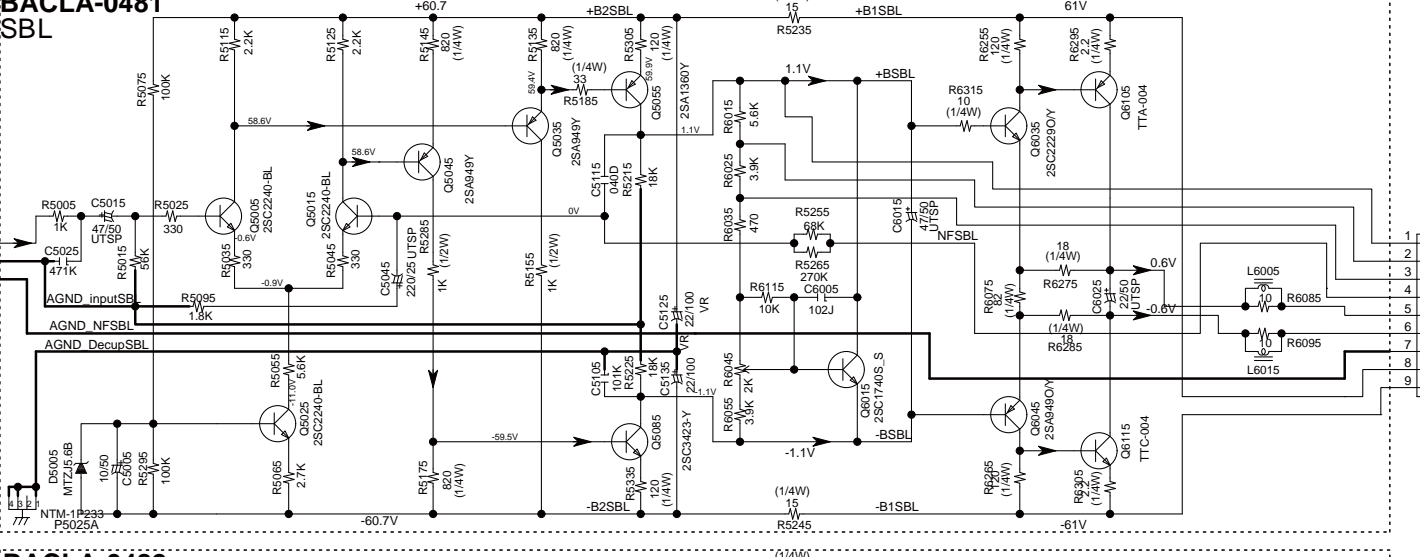 BACLA-0481
SBL
+60.7
+B2SBL
(1/4W)
15
R5235
+B1SBL
61V
R5115
2.2K
R5125
2.2K
R5145
820
(1/4W)
R5135
820
(1/4W)
R5305
120
(1/4W)
R6255
120
(1/4W)
R6295
2.2
(1/4W)
R5075
100K
59.4V
(1/4W)
33
R5185
59.9V
Q5055
2SA1360Y
1.1V
+BSBL
R6315
10
(1/4W)
Q6105
TTA-004
58.6V
58.6V
Q5035
2SA949Y
Q5045
2SA949Y
1.1V
R6015
5.6K
R6025
3.9K
Q6035
2SC2229O/Y
C5115
040D
R5215
18K
Q5005
2SC2240-BL
Q5015
2SC2240-BL
R5005
1K
C5015
47/50
UTSP
R5025
330
0V
R6035
470
R5255
68K
R5265
270K
C6015
47/50
UTSP
NFSBL
C5025
471K
R5015
56K
-0.6V
R5035
330
R5045
330
C5045
220/25 UTSP
R5285
1K
(1/2W)
R5155
1K
(1/2W)
18
(1/4W)
R6275
0.6V
-0.9V
AGND_inputSBL
R5095
1.8K
R6115
10K
C6005
102J
R6075
82
(1/4W)
C6025
22/50
UTSP
-0.6V
L6005
10
R6085
AGND_NFSBL
C5125
22/100
VR
(1/4W)
18
R6285
10
R6095
L6015
AGND_DecupSBL
VR
R5055
5.6K
-11.0V
C5105
101K
R5225
18K
C5135
22/100
-1.1V
R6045
2K
R6055
3.9K
Q6015
2SC1740S_S
Q5025
2SC2240-BL
-59.5V
Q5085
2SC3423-Y
-BSBL
-1.1V
Q6045
2SA949O/Y
Q6115
TTC-004
D5005
MTZJ5.6B
10/50
C5005
R5295
100K
R5065
2.7K
R5175
820
(1/4W)
R5335
120
(1/4W)
R6265
120
(1/4W)
R6305
2.2
(1/4W)
4 3 2 1
NTM-1P233
P5025A
-60.7V
-B2SBL
(1/4W)
15
R5245
-B1SBL
-61V
1
2
3
4
5
6
7
8
9
(1/4W)